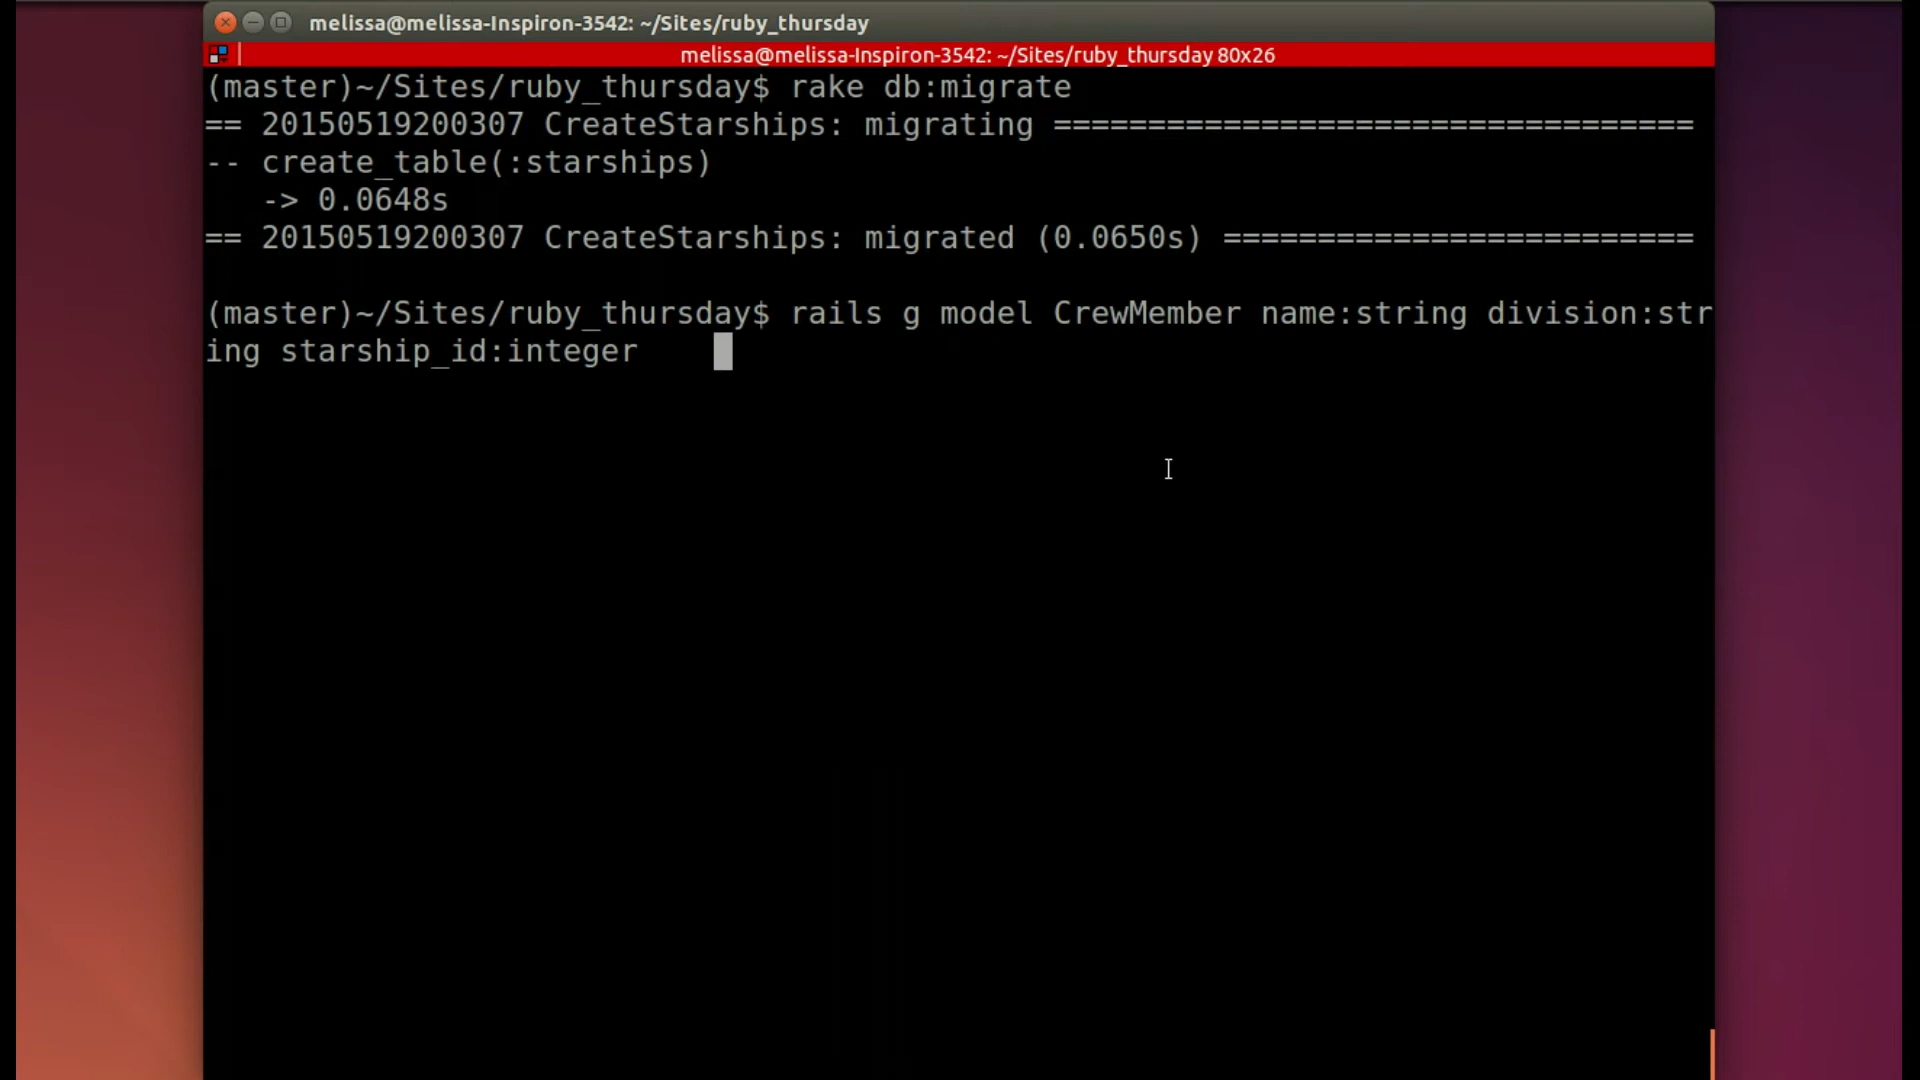 melissa@melissa-Inspiron-3542: ~/Sites/ruby_thursday
melissa@melissa-Inspiron-3542: ~/Sites/ruby_thursday 80x26
(master)~/Sites/ruby_thursday$ rake db:migrate
== 20150519200307 CreateStarships: migrating ==================================
-- create_table(:starships)
   -> 0.0648s
== 20150519200307 CreateStarships: migrated (0.0650s) =========================

(master)~/Sites/ruby_thursday$ rails g model CrewMember name:string division:str
ing starship_id:integer